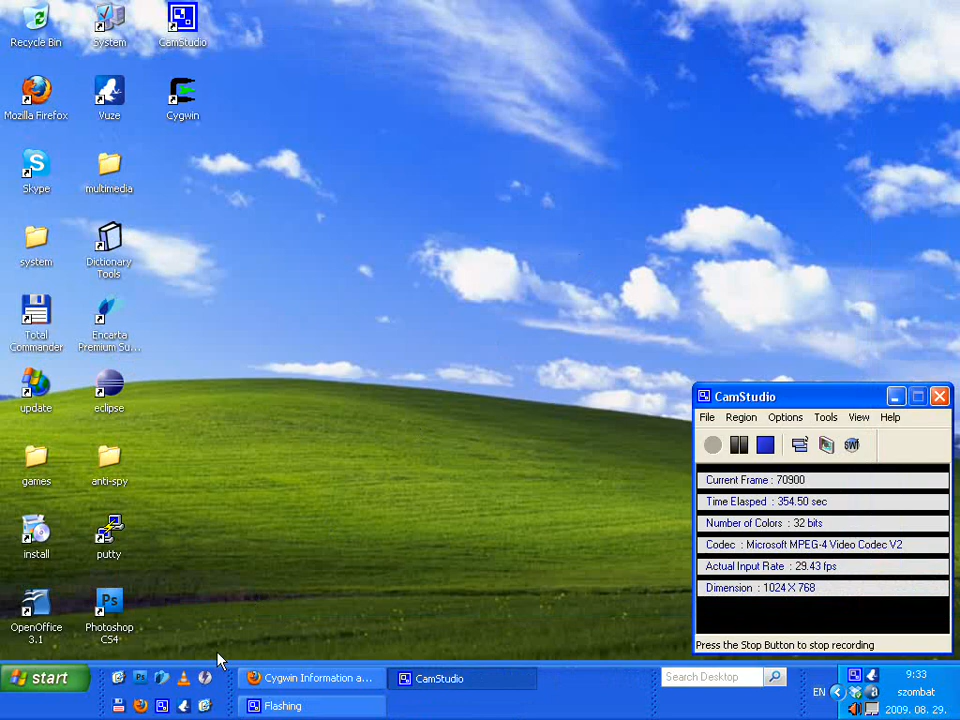 Recycle Bin
System
CamStudio
Mozilla Firefox
Vuze
Cygwin
Skype
multimedia
system
Dictionary
Tools
Total
Commander
Encarta
Premium Su...
update
eclipse
games
anti-spy
install
putty
OpenOffice
3.1
Ps
Photoshop
CS4
CamStudio
File Region Options Tools View Help
SWF
Current Frame : 70900
Time Elasped : 354.50 sec
Number of Colors : 32 bits
Codec : Microsoft MPEG-4 Video Codec V2
Actual Input Rate : 29.43 fps
Dimension : 1024 X 768
Press the Stop Button to stop recording
start
Ps
Cygwin Information a...
CamStudio
Flashing
Search Desktop
EN
9:33
szombat
2009. 08. 29.